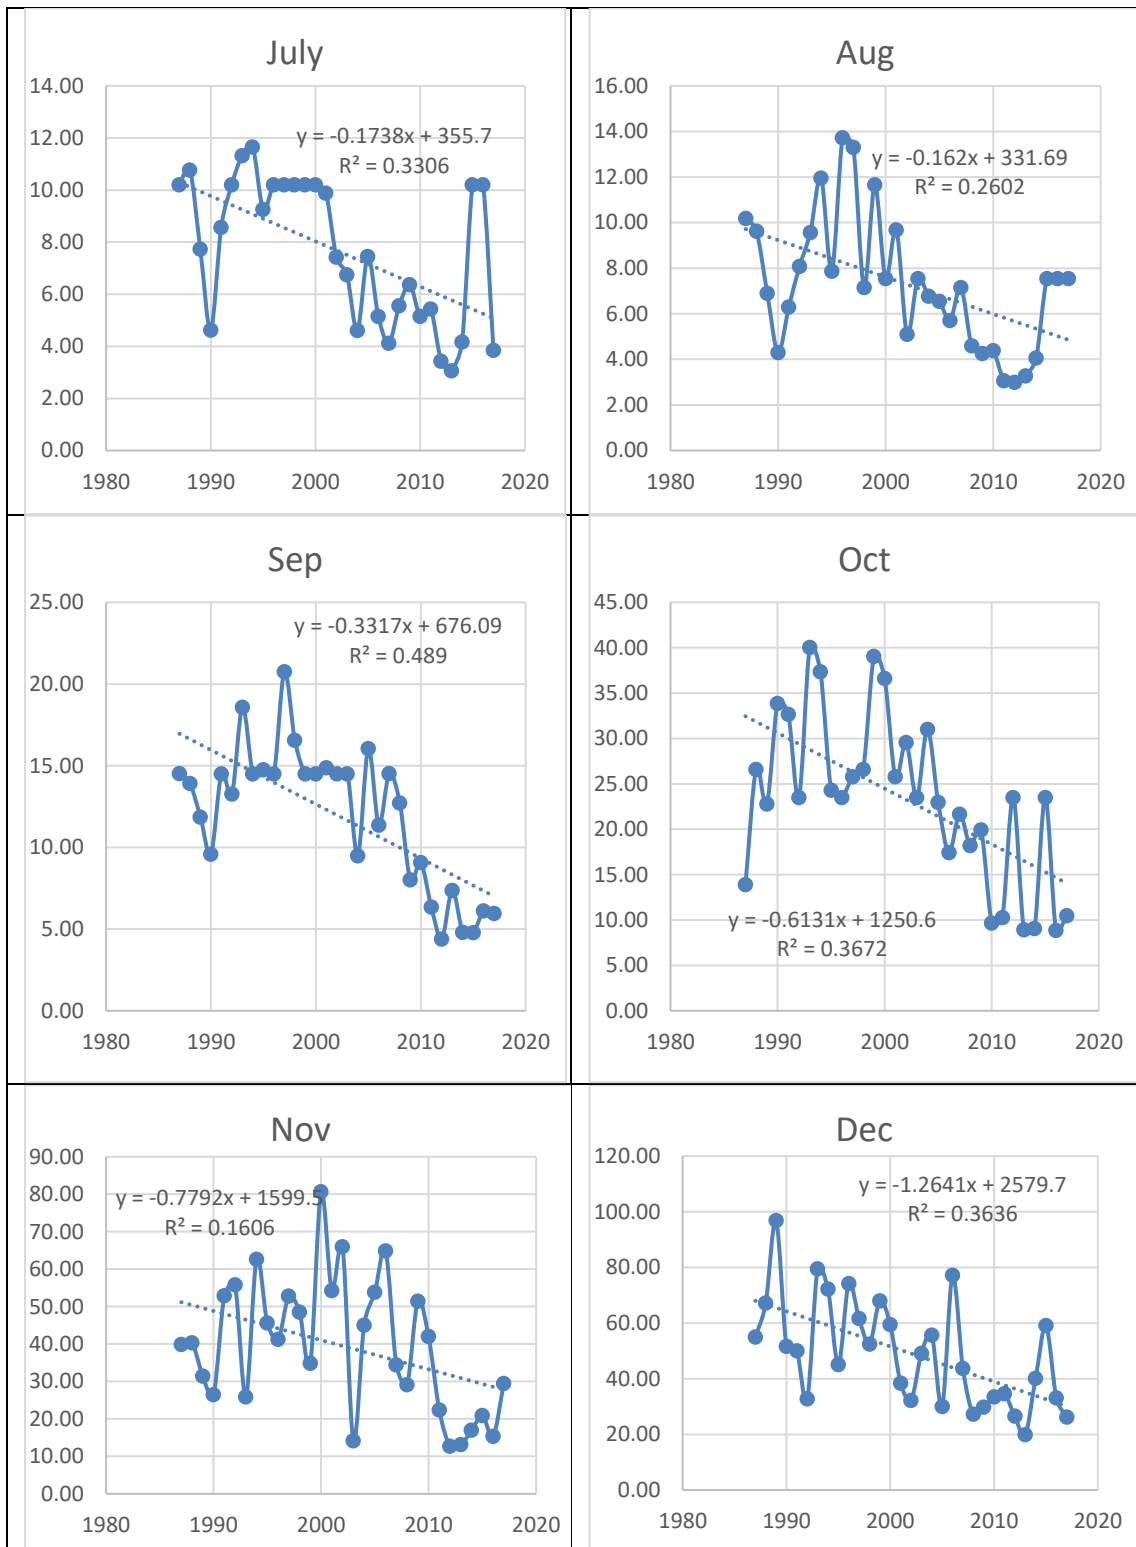 July
14.00
12.00
10.00
8.00
6.00
4.00
2.00
0.00
1980 1990 2000 2010 2020
y = -0.1738x + 355.7
R² = 0.3306
Aug
16.00
14.00
12.00
10.00
8.00
6.00
4.00
2.00
0.00
1980 1990 2000 2010 2020
y = -0.162x + 331.69
R² = 0.2602
Sep
25.00
20.00
15.00
10.00
5.00
0.00
1980 1990 2000 2010 2020
y = -0.3317x + 676.09
R² = 0.489
Oct
45.00
40.00
35.00
30.00
25.00
20.00
15.00
10.00
5.00
0.00
1980 1990 2000 2010 2020
y = -0.6131x + 1250.6
R² = 0.3672
Nov
90.00
80.00
70.00
60.00
50.00
40.00
30.00
20.00
10.00
0.00
1980 1990 2000 2010 2020
y = -0.7792x + 1599.5
R² = 0.1606
Dec
120.00
100.00
80.00
60.00
40.00
20.00
0.00
1980 1990 2000 2010 2020
y = -1.2641x + 2579.7
R² = 0.3636